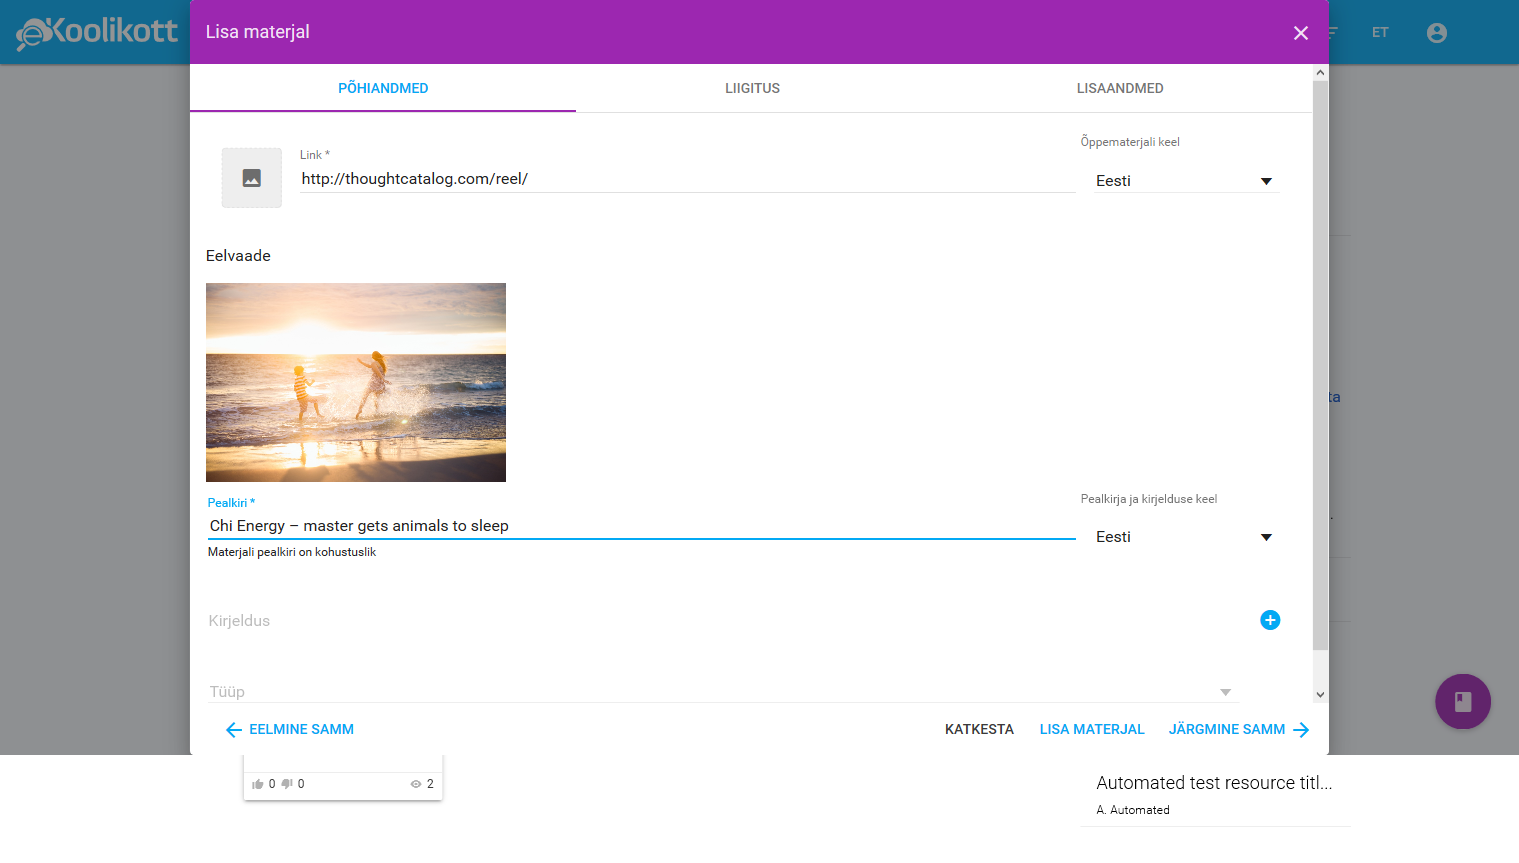 eKoolikott
Lisa materjal
ET
PÕHIANDMED
LIIGITUS
LISAANDMED
Link *
http://thoughtcatalog.com/reel/
Õppematerjali keel
Eesti
Eelvaade
Pealkiri *
Chi Energy – master gets animals to sleep
Materjali pealkiri on kohustuslik
Pealkirja ja kirjelduse keel
Eesti
Kirjeldus
Tüüp
EELMINE SAMM
KATKESTA
LISA MATERJAL
JÄRGMINE SAMM
0 0 2
Automated test resource titl...
A. Automated